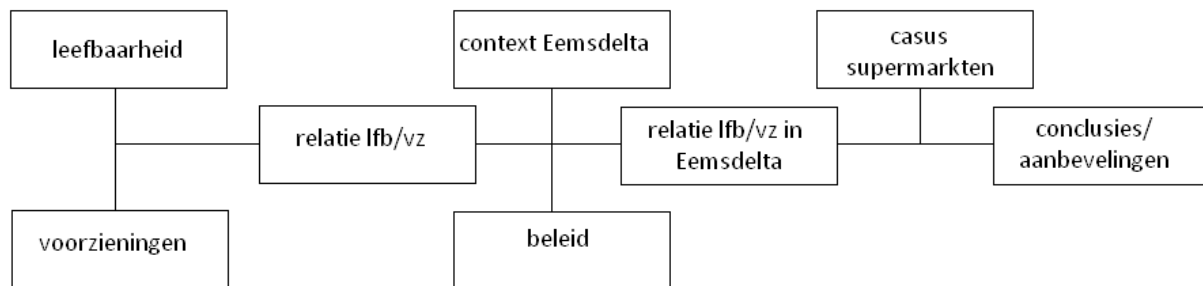 leefbaarheid
context Eemsdelta
casus
supermarkten
relatie lfb/vz
relatie lfb/vz in
Eemsdelta
conclusies/
aanbevelingen
voorzieningen
beleid